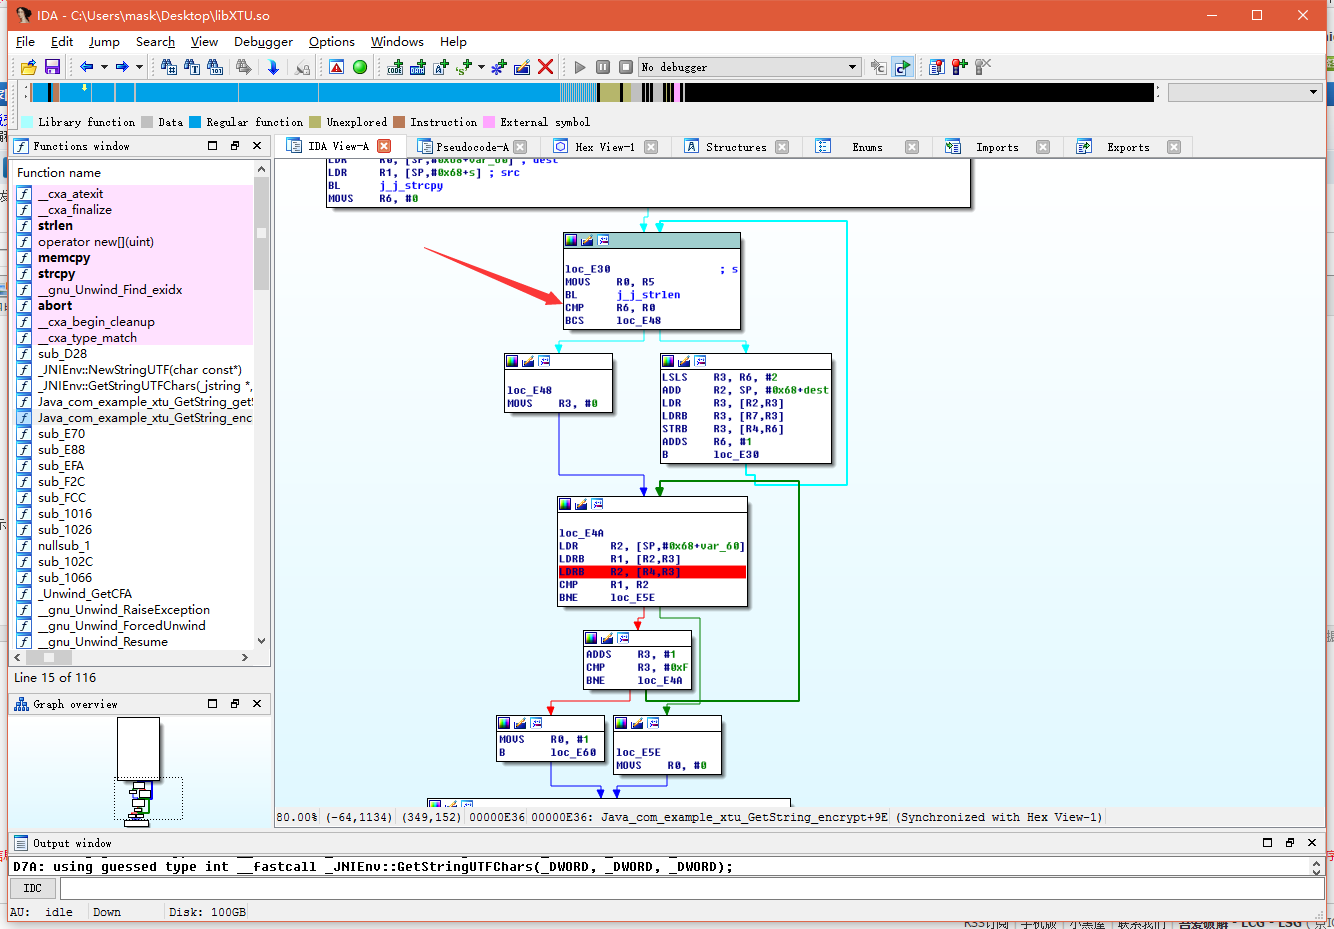 IDA - C:\Users\mask\Desktop\libXTU.so
File Edit Jump Search View Debugger Options Windows Help
No debugger
Library function Data Regular function Unexplored Instruction External symbol
Functions window
IDA View-A Pseudocode-A Hex View-1 Structures Enums Imports Exports
Function name
__cxa_atexit
__cxa_finalize
strlen
operator new[](uint)
memcpy
strcpy
__gnu_Unwind_Find_exidx
abort
__cxa_begin_cleanup
__cxa_type_match
sub_D28
_JNIEnv::NewStringUTF(char const*)
_JNIEnv::GetStringUTFChars(_jstring *,
Java_com_example_xtu_GetString_get
Java_com_example_xtu_GetString_enc
sub_E70
sub_E88
sub_EFA
sub_F2C
sub_FCC
sub_1016
sub_1026
nullsub_1
sub_102C
sub_1066
_Unwind_GetCFA
__gnu_Unwind_RaiseException
__gnu_Unwind_ForcedUnwind
__gnu_Unwind_Resume
Line 15 of 116
Graph overview
LDR R0, [SP,#0x68+var_60] ; dest
LDR R1, [SP,#0x68+s] ; src
BL j_j_strcpy
MOVS R6, #0
loc_E30 ; s
MOVS R0, R5
BL j_j_strlen
CMP R6, R0
BCS loc_E48
loc_E48
MOVS R3, #0
LSLS R3, R6, #2
ADD R2, SP, #0x68+dest
LDR R3, [R2,R3]
LDRB R3, [R7,R3]
STRB R3, [R4,R6]
ADDS R6, #1
B loc_E30
loc_E4A
LDR R2, [SP,#0x68+var_60]
LDRB R1, [R2,R3]
LDRB R2, [R4,R3]
CMP R1, R2
BNE loc_E5E
ADDS R3, #1
CMP R3, #0xF
BNE loc_E4A
MOVS R0, #1
B loc_E60
loc_E5E
MOVS R0, #0
80.00% (-64,1134) (349,152) 00000E36 00000E36: Java_com_example_xtu_GetString_encrypt+9E (Synchronized with Hex View-1)
Output window
D7A: using guessed type int __fastcall _JNIEnv::GetStringUTFChars(_DWORD, _DWORD, _DWORD);
IDC
AU: idle Down Disk: 100GB